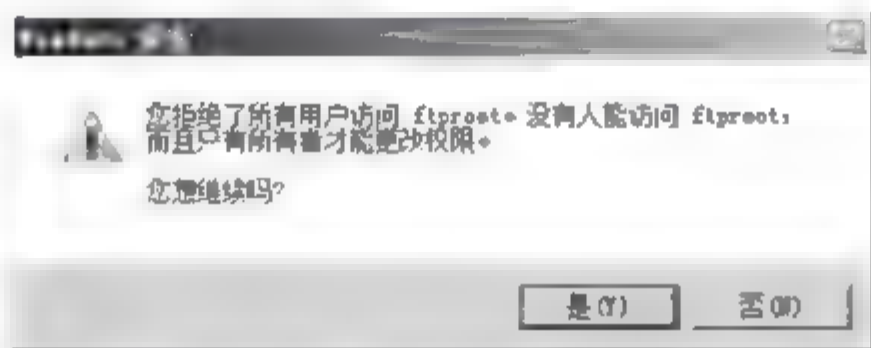 您拒绝了所有用户访问 ftproot。没有人能访问 ftproot,
而且只有所有者才能更改权限。
您想继续吗?
是(Y)
否(N)